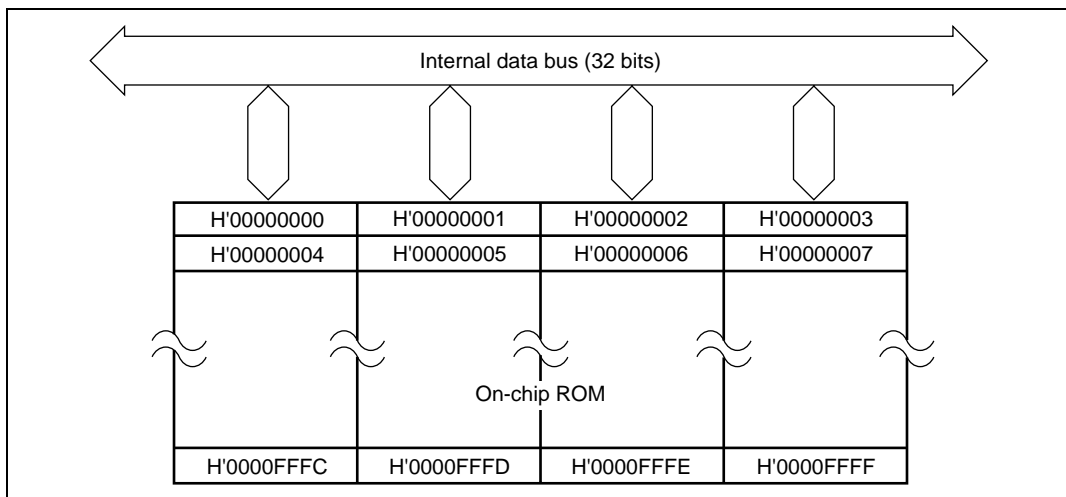 Internal data bus (32 bits)
H'00000000 H'00000001 H'00000002 H'00000003
H'00000004 H'00000005 H'00000006 H'00000007
On-chip ROM
H'0000FFFC H'0000FFFD H'0000FFFE H'0000FFFF